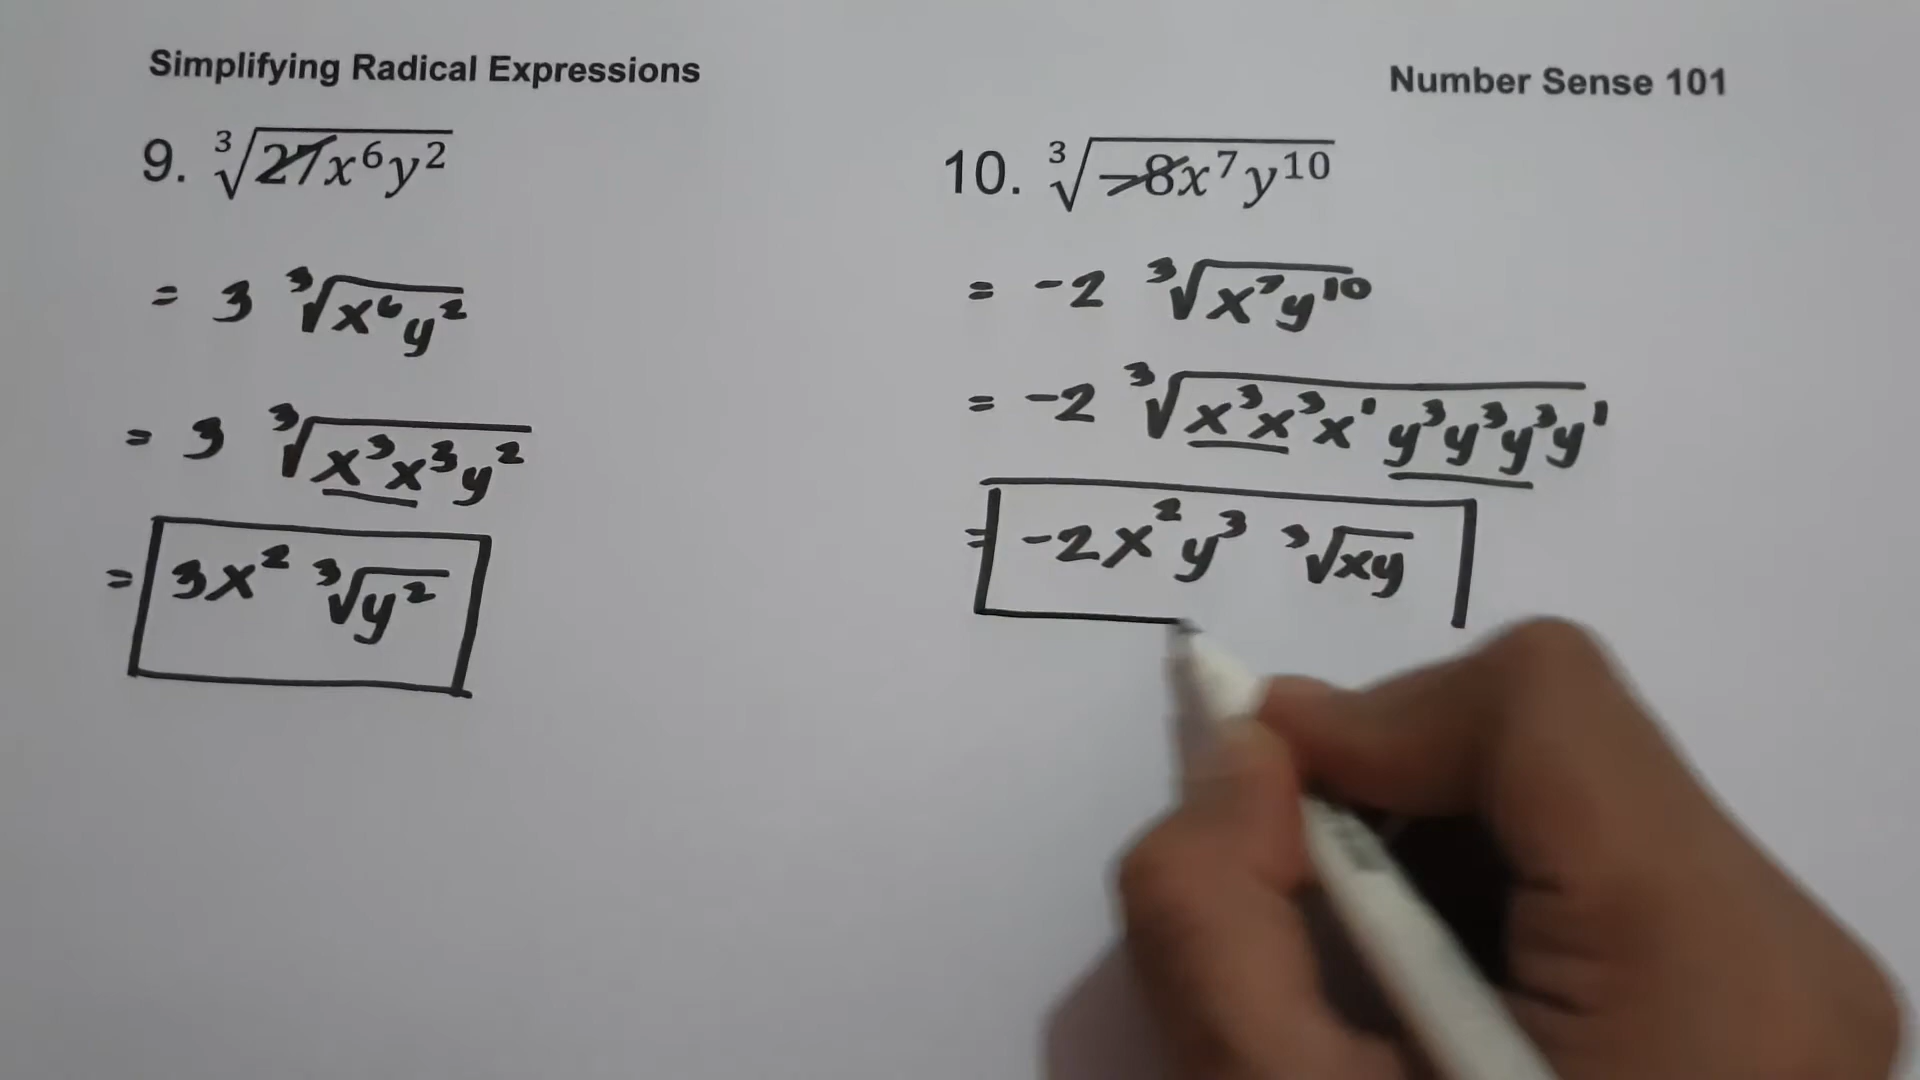 Simplifying Radical Expressions
Number Sense 101
9. ∛(27x⁶y²)
= 3 ∛(x⁶y²)
= 3 ∛(x³x³y²)
= 3x² ∛(y²)
10. ∛(-8x⁷y¹⁰)
= -2 ∛(x⁷y¹⁰)
= -2 ∛(x³x³x¹y³y³y³y¹)
= -2x²y³ ∛(xy)